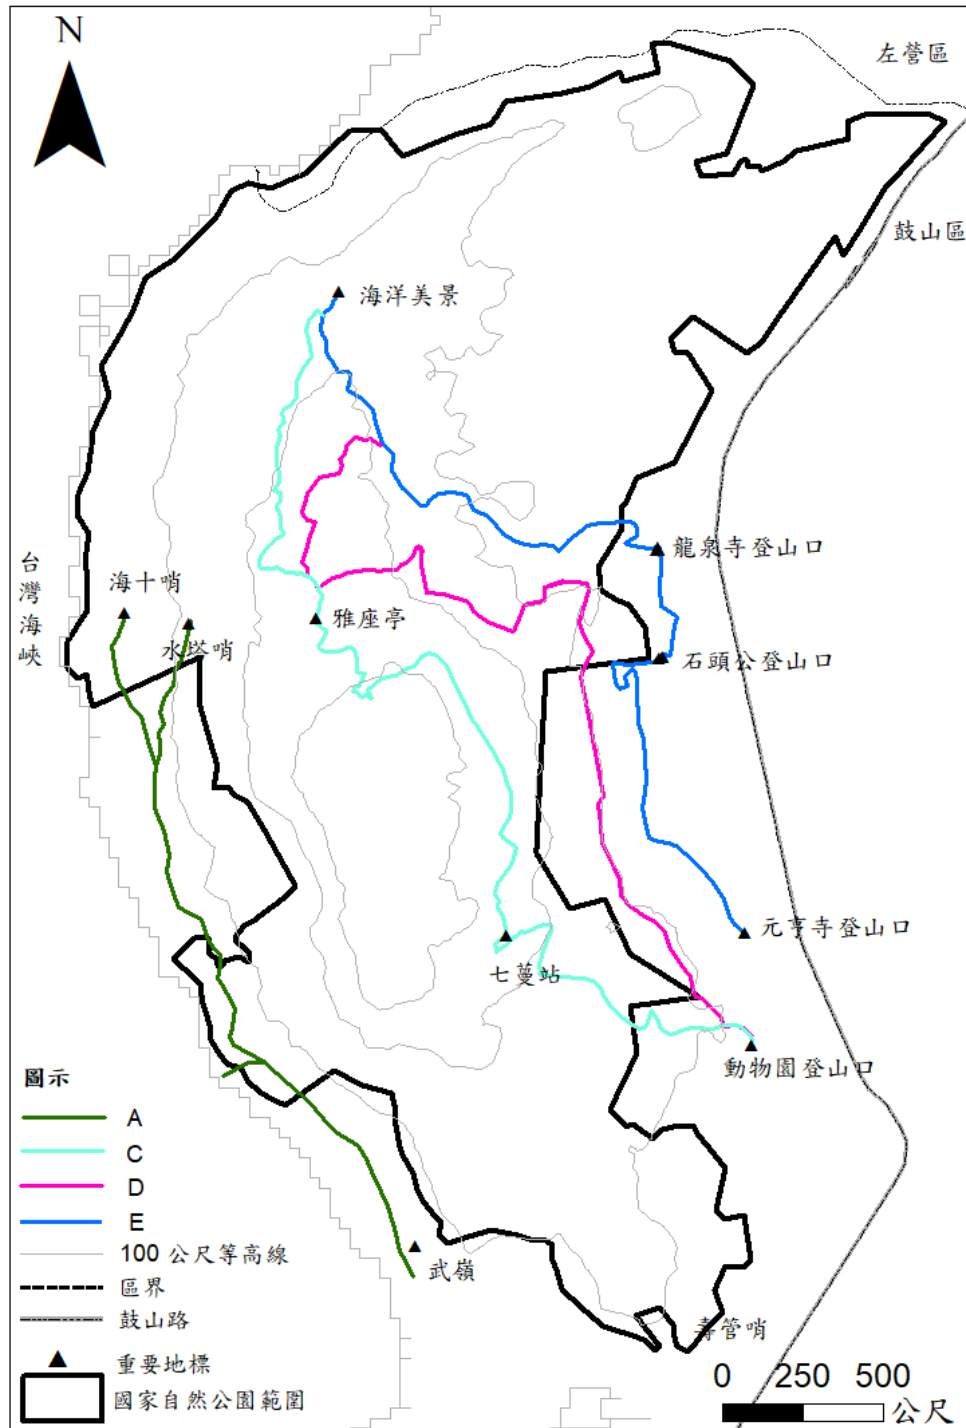 N
左營區
鼓山區
海洋美景
龍泉寺登山口
台灣海峽
海十哨
雅座亭
水塔哨
石頭公登山口
元亨寺登山口
七蔓站
動物園登山口
圖示
A
C
D
E
100 公尺等高線
區界
鼓山路
重要地標
國家自然公園範圍
武嶺
壽管哨
0 250 500
公尺